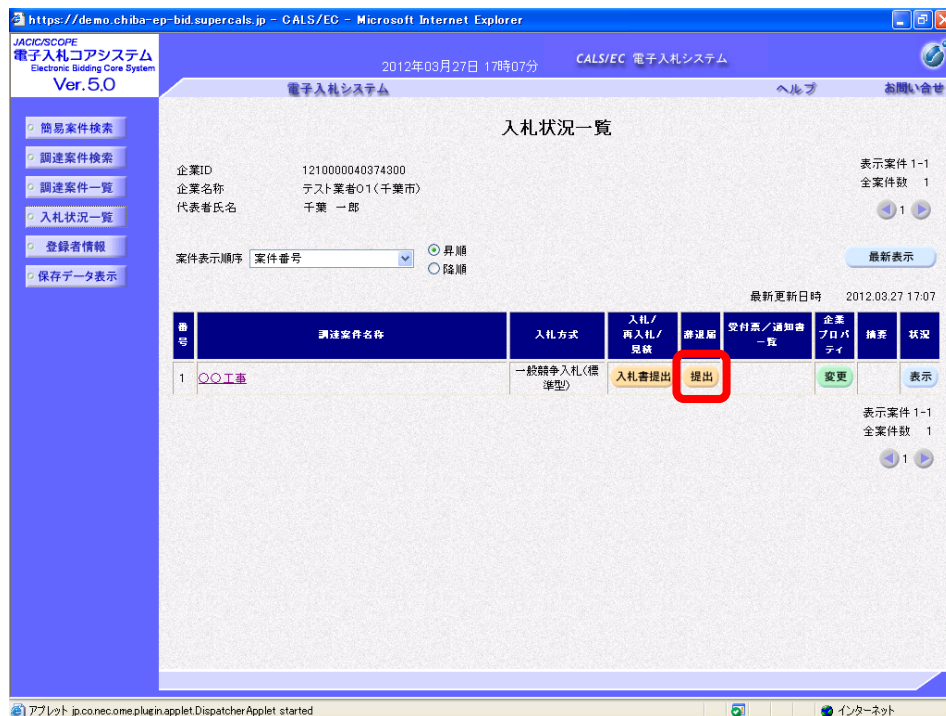 https://demo.chiba-ep-bid.supercals.jp - CALS/EC - Microsoft Internet Explorer
JACIC/SCOPE
電子入札コアシステム
Electronic Bidding Core System
Ver.5.0
2012年03月27日 17時07分
CALS/EC 電子入札システム
電子入札システム
ヘルプ
お問い合せ
簡易案件検索
調達案件検索
調達案件一覧
入札状況一覧
登録者情報
保存データ表示
入札状況一覧
企業ID 1210000040374300
企業名称 テスト業者01(千葉市)
代表者氏名 千葉 一郎
表示案件 1-1
全案件数 1
1
案件表示順序 案件番号
昇順
降順
最新表示
最新更新日時 2012.03.27 17:07
番号 調達案件名称 入札方式 入札/再入札/見積 辞退届 受付票/通知書一覧 企業プロパティ 摘要 状況
1 〇〇工事 一般競争入札(標準型) 入札書提出 提出 変更 表示
表示案件 1-1
全案件数 1
1
アプレット jp.co.nec.ome.plugin.applet.DispatcherApplet started
インターネット